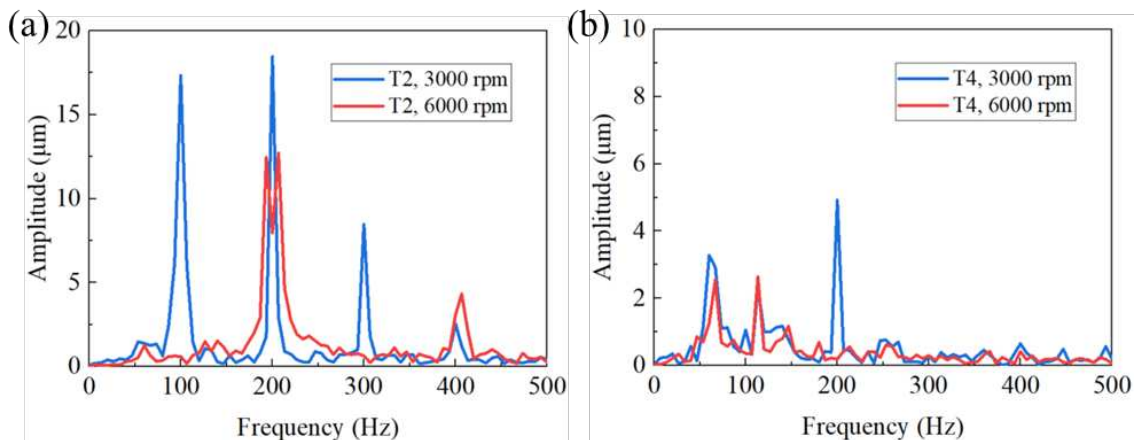 (a)
20
15
10
5
0
Amplitude (μm)
T2, 3000 rpm
T2, 6000 rpm
0 100 200 300 400 500
Frequency (Hz)
(b)
10
8
6
4
2
0
Amplitude (μm)
T4, 3000 rpm
T4, 6000 rpm
0 100 200 300 400 500
Frequency (Hz)